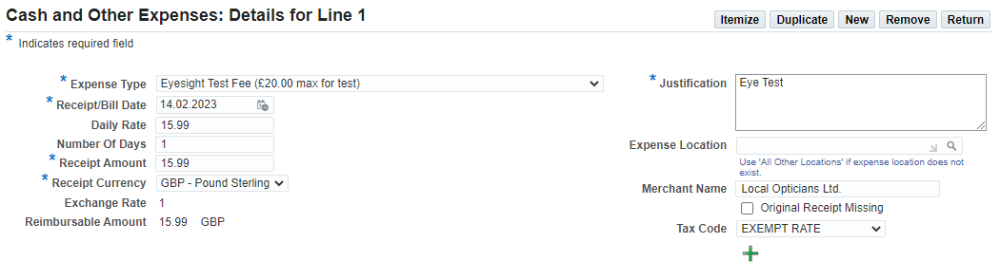 Cash and Other Expenses: Details for Line 1
Itemize Duplicate New Remove Return
* Indicates required field
* Expense Type Eyesight Test Fee (£20.00 max for test)
* Receipt/Bill Date 14.02.2023
Daily Rate 15.99
Number Of Days 1
* Receipt Amount 15.99
* Receipt Currency GBP - Pound Sterling
Exchange Rate 1
Reimbursable Amount 15.99 GBP
* Justification Eye Test
Expense Location
Use 'All Other Locations' if expense location does not
exist.
Merchant Name Local Opticians Ltd.
Original Receipt Missing
Tax Code EXEMPT RATE